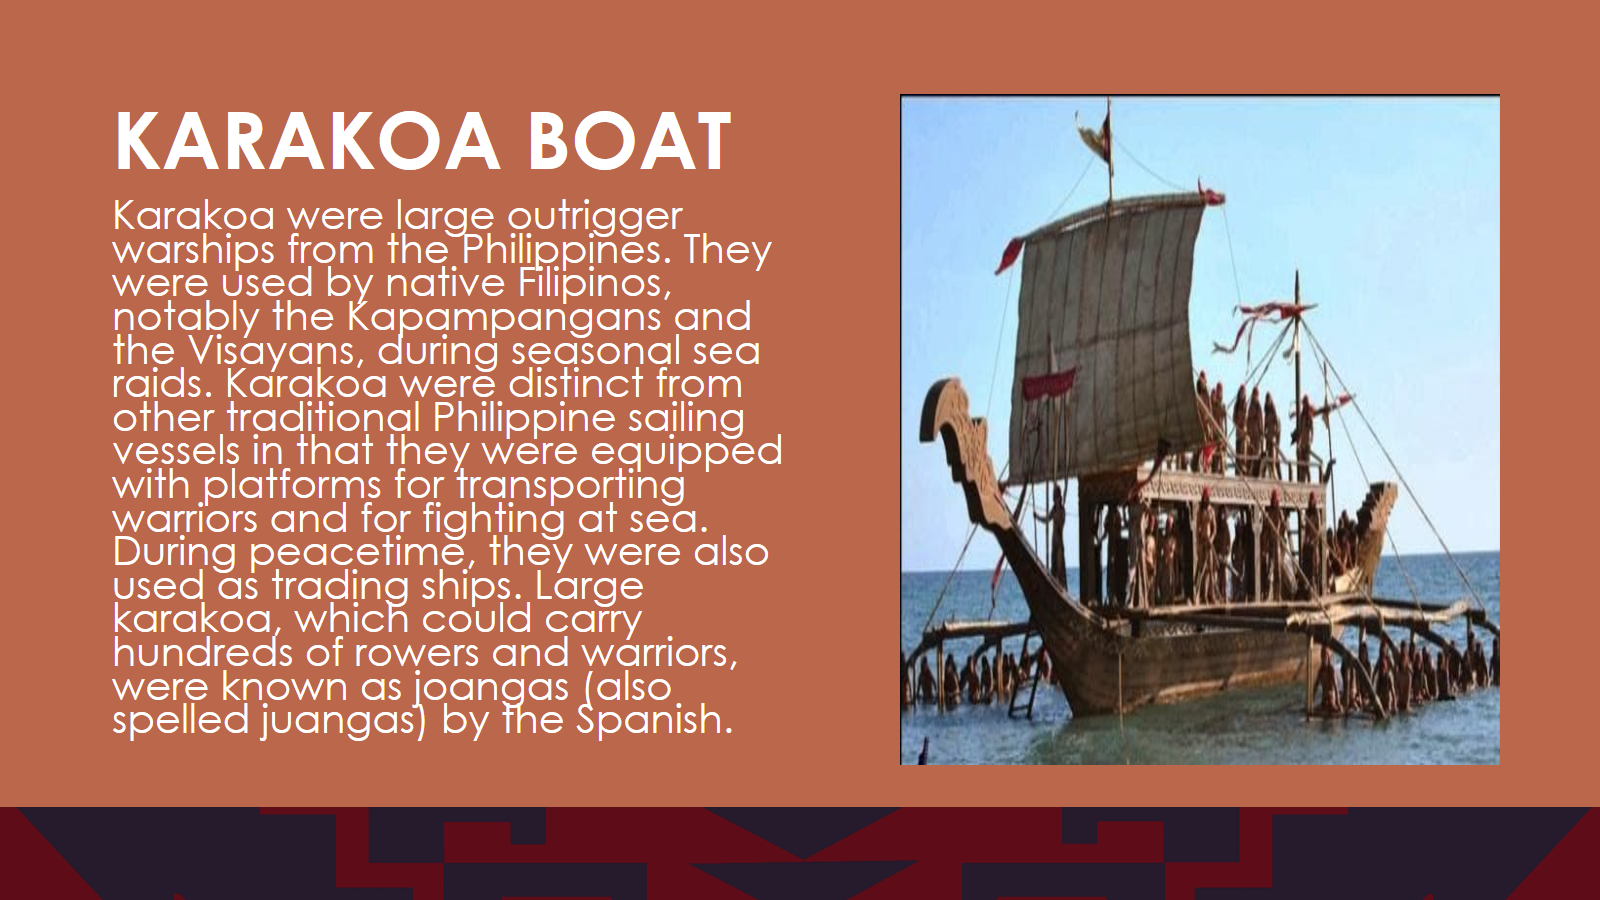 KARAKOA BOAT
Karakoa were large outrigger
warships from the Philippines. They
were used by native Filipinos,
notably the Kapampangans and
the Visayans, during seasonal sea
raids. Karakoa were distinct from
other traditional Philippine sailing
vessels in that they were equipped
with platforms for transporting
warriors and for fighting at sea.
During peacetime, they were also
used as trading ships. Large
karakoa, which could carry
hundreds of rowers and warriors,
were known as joangas (also
spelled juangas) by the Spanish.